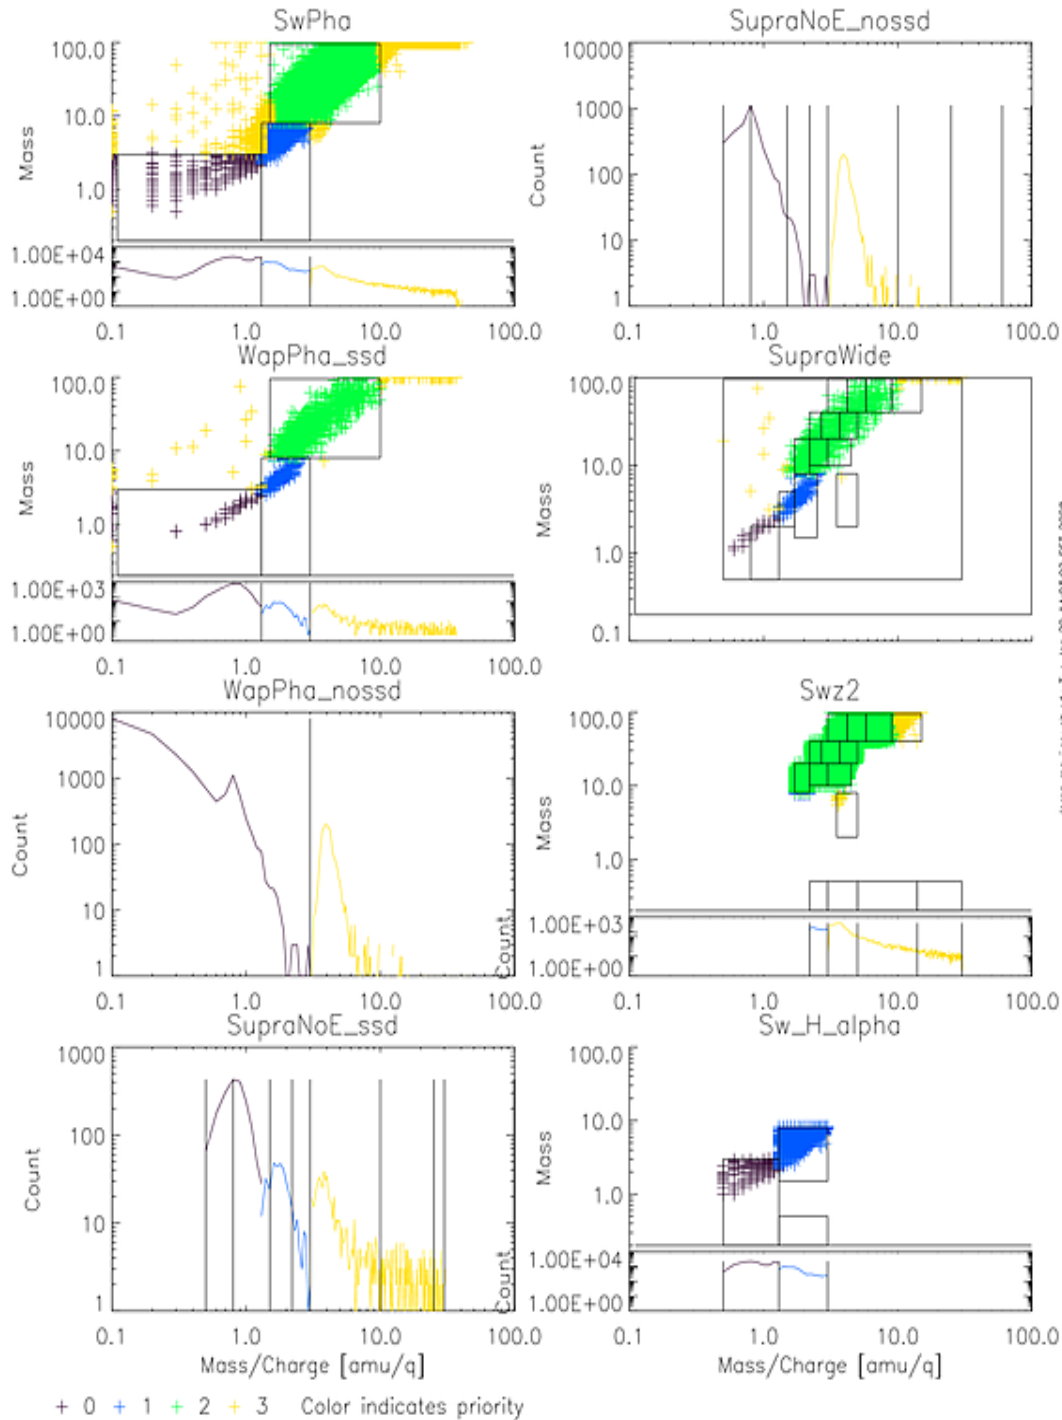 SwPha
100.0
10.0
1.0
Mass
1.00E+04
1.00E+00
0.1 1.0 10.0 100.0
SupraNoE_nossd
10000
1000
100
10
1
Count
0.1 1.0 10.0 100.0
WapPha_ssd
100.0
10.0
1.0
Mass
1.00E+06
1.00E+00
0.1 1.0 10.0 100.0
SupraWide
100.0
10.0
1.0
0.1
Mass
0.1 1.0 10.0 100.0
WapPha_nossd
10000
1000
100
10
1
Count
0.1 1.0 10.0 100.0
Swz2
100.0
10.0
1.0
Mass
1.00E+03
1.00E+00
Count
0.1 1.0 10.0 100.0
SupraNoE_ssd
1000
100
10
1
Count
0.1 1.0 10.0 100.0
Mass/Charge [amu/q]
Sw_H_alpha
100.0
10.0
1.0
Mass
1.00E+04
1.00E+00
Count
0.1 1.0 10.0 100.0
Mass/Charge [amu/q]
+ 0 + 1 + 2 + 3 Color indicates priority